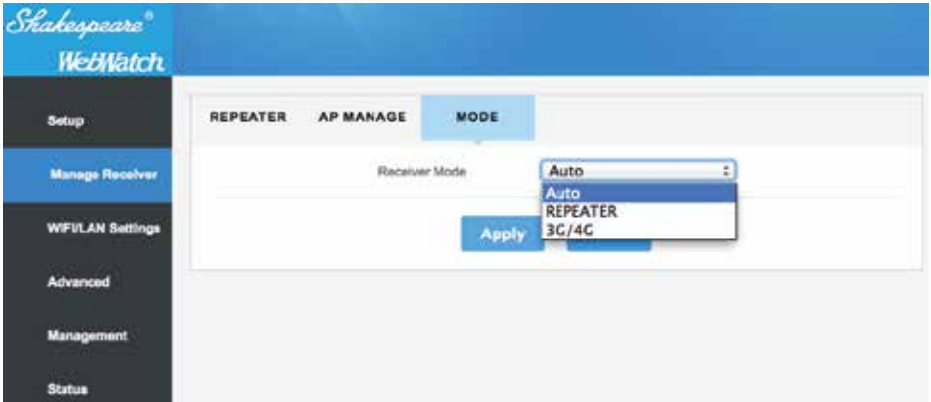 Shakespeare®
WebWatch
Setup
Manage Receiver
WIFI/LAN Settings
Advanced
Management
Status
REPEATER AP MANAGE MODE
Receiver Mode Auto
Auto
REPEATER
3G/4G
Apply